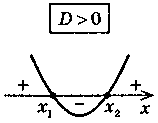 D > 0
+ +
x₁ − x₂ x